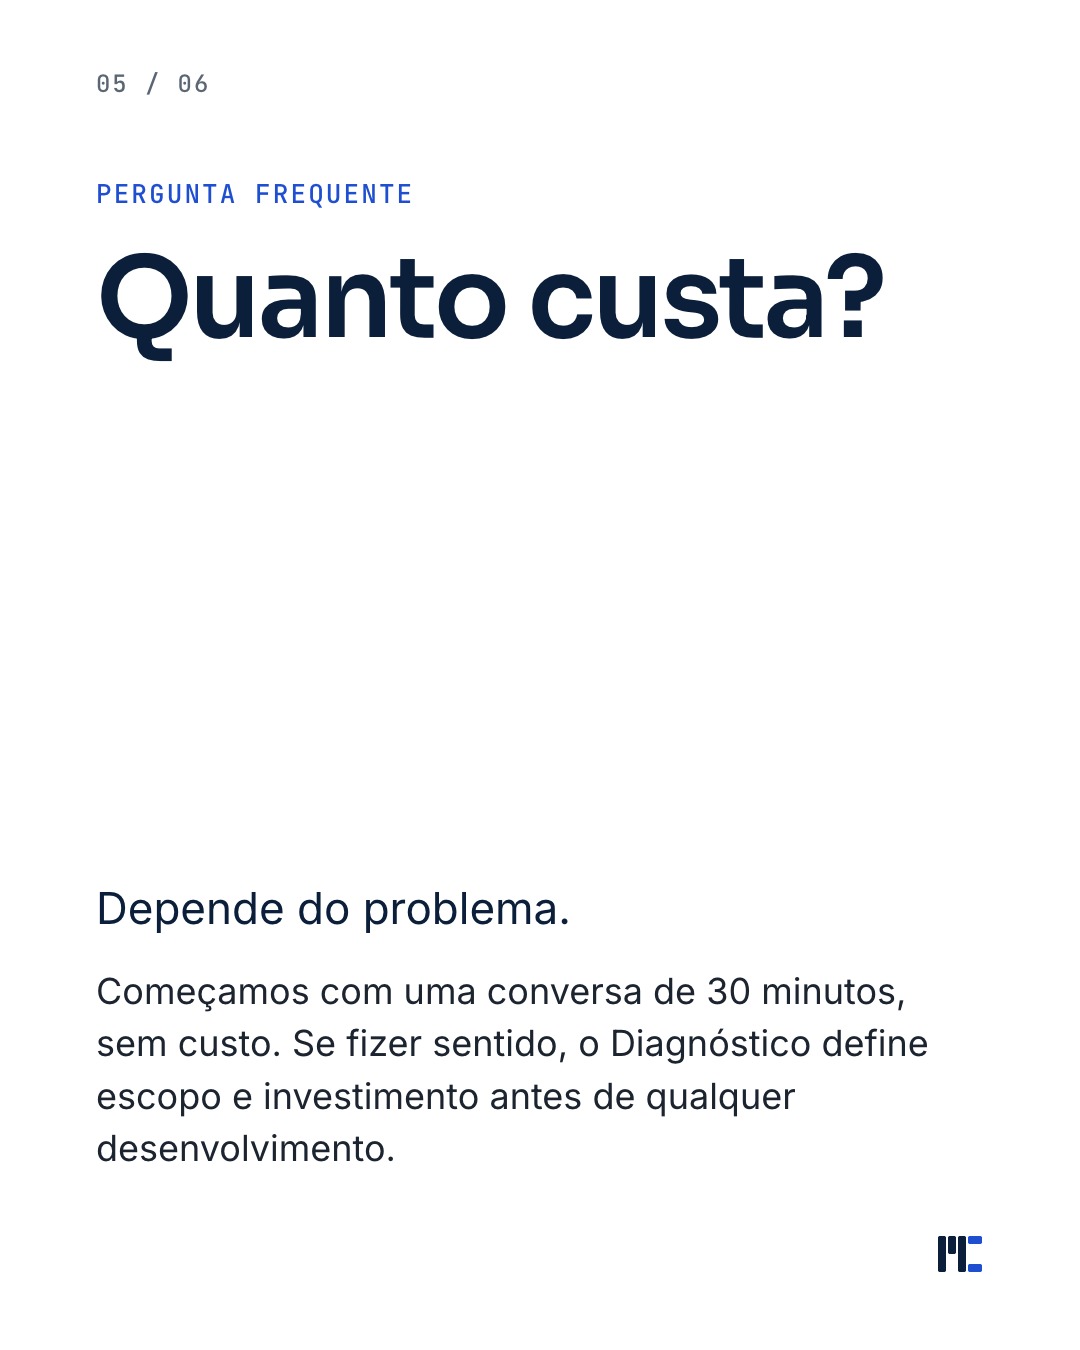 05 / 06
PERGUNTA FREQUENTE
Quanto custa?
Depende do problema.
Começamos com uma conversa de 30 minutos,
sem custo. Se fizer sentido, o Diagnóstico define
escopo e investimento antes de qualquer
desenvolvimento.
MC